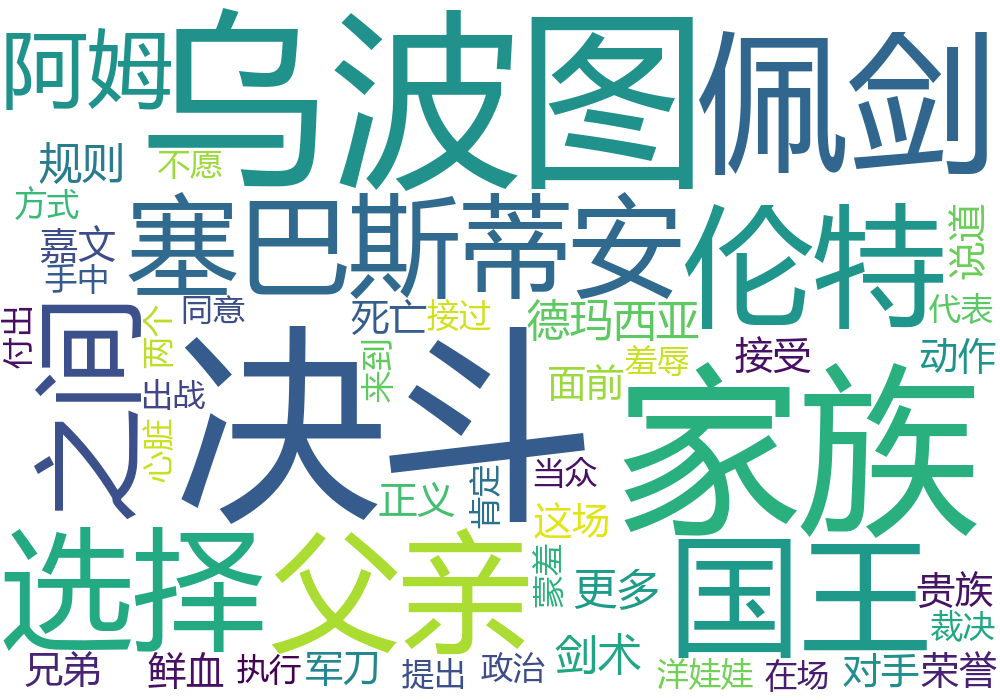 乌波图
阿姆
佩剑
规则
不愿
方式
嘉文
手中
塞巴斯蒂安
伦特
说道
同意
死亡
接过
德玛西亚
代表
付出
之间
两个
出战
心脏
决斗
来到
羞辱
接受
动作
面前
家族
肯定
当众
正义
这场
选择
父亲
蒙羞
更多
国王
贵族
裁决
兄弟
鲜血
执行
军刀
提出
政治
剑术
洋娃娃
在场
对手
荣誉